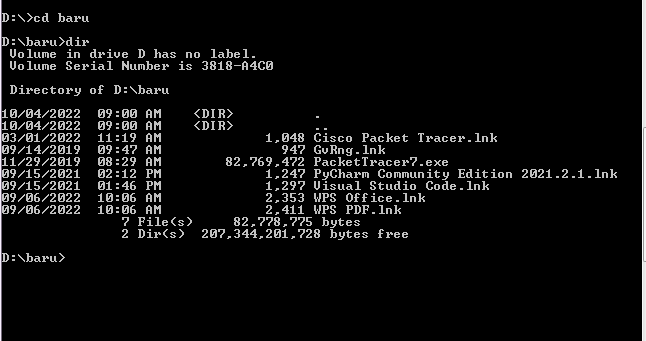 D:\>cd baru
D:\baru>dir
 Volume in drive D has no label.
 Volume Serial Number is 3818-A4C0
 Directory of D:\baru
10/04/2022  09:00 AM    <DIR>          .
10/04/2022  09:00 AM    <DIR>          ..
03/01/2022  11:19 AM             1,048 Cisco Packet Tracer.lnk
09/14/2019  09:47 AM               947 GvRng.lnk
11/29/2019  08:29 AM        82,769,472 PacketTracer7.exe
09/15/2021  02:12 PM             1,247 PyCharm Community Edition 2021.2.1.lnk
09/15/2021  01:46 PM             1,297 Visual Studio Code.lnk
09/06/2022  10:06 AM             2,353 WPS Office.lnk
09/06/2022  10:06 AM             2,411 WPS PDF.lnk
               7 File(s)     82,778,775 bytes
               2 Dir(s)  207,344,201,728 bytes free
D:\baru>